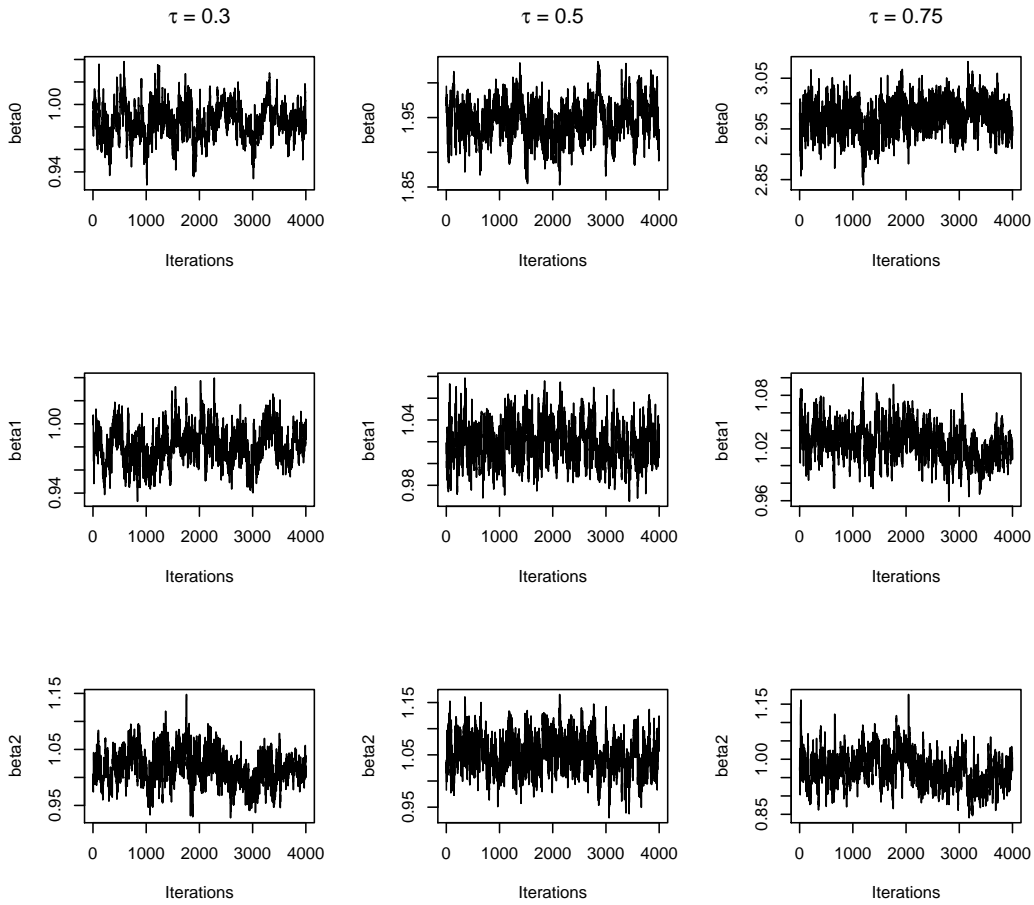 τ = 0.3
τ = 0.5
τ = 0.75
beta0
0.94
1.00
0 1000 2000 3000 4000
Iterations
beta0
1.85
1.95
0 1000 2000 3000 4000
Iterations
beta0
2.85
2.95
3.05
0 1000 2000 3000 4000
Iterations
beta1
0.94
1.00
0 1000 2000 3000 4000
Iterations
beta1
0.98
1.04
0 1000 2000 3000 4000
Iterations
beta1
0.96
1.02
1.08
0 1000 2000 3000 4000
Iterations
beta2
0.95
1.05
1.15
0 1000 2000 3000 4000
Iterations
beta2
0.95
1.05
1.15
0 1000 2000 3000 4000
Iterations
beta2
0.85
1.00
1.15
0 1000 2000 3000 4000
Iterations